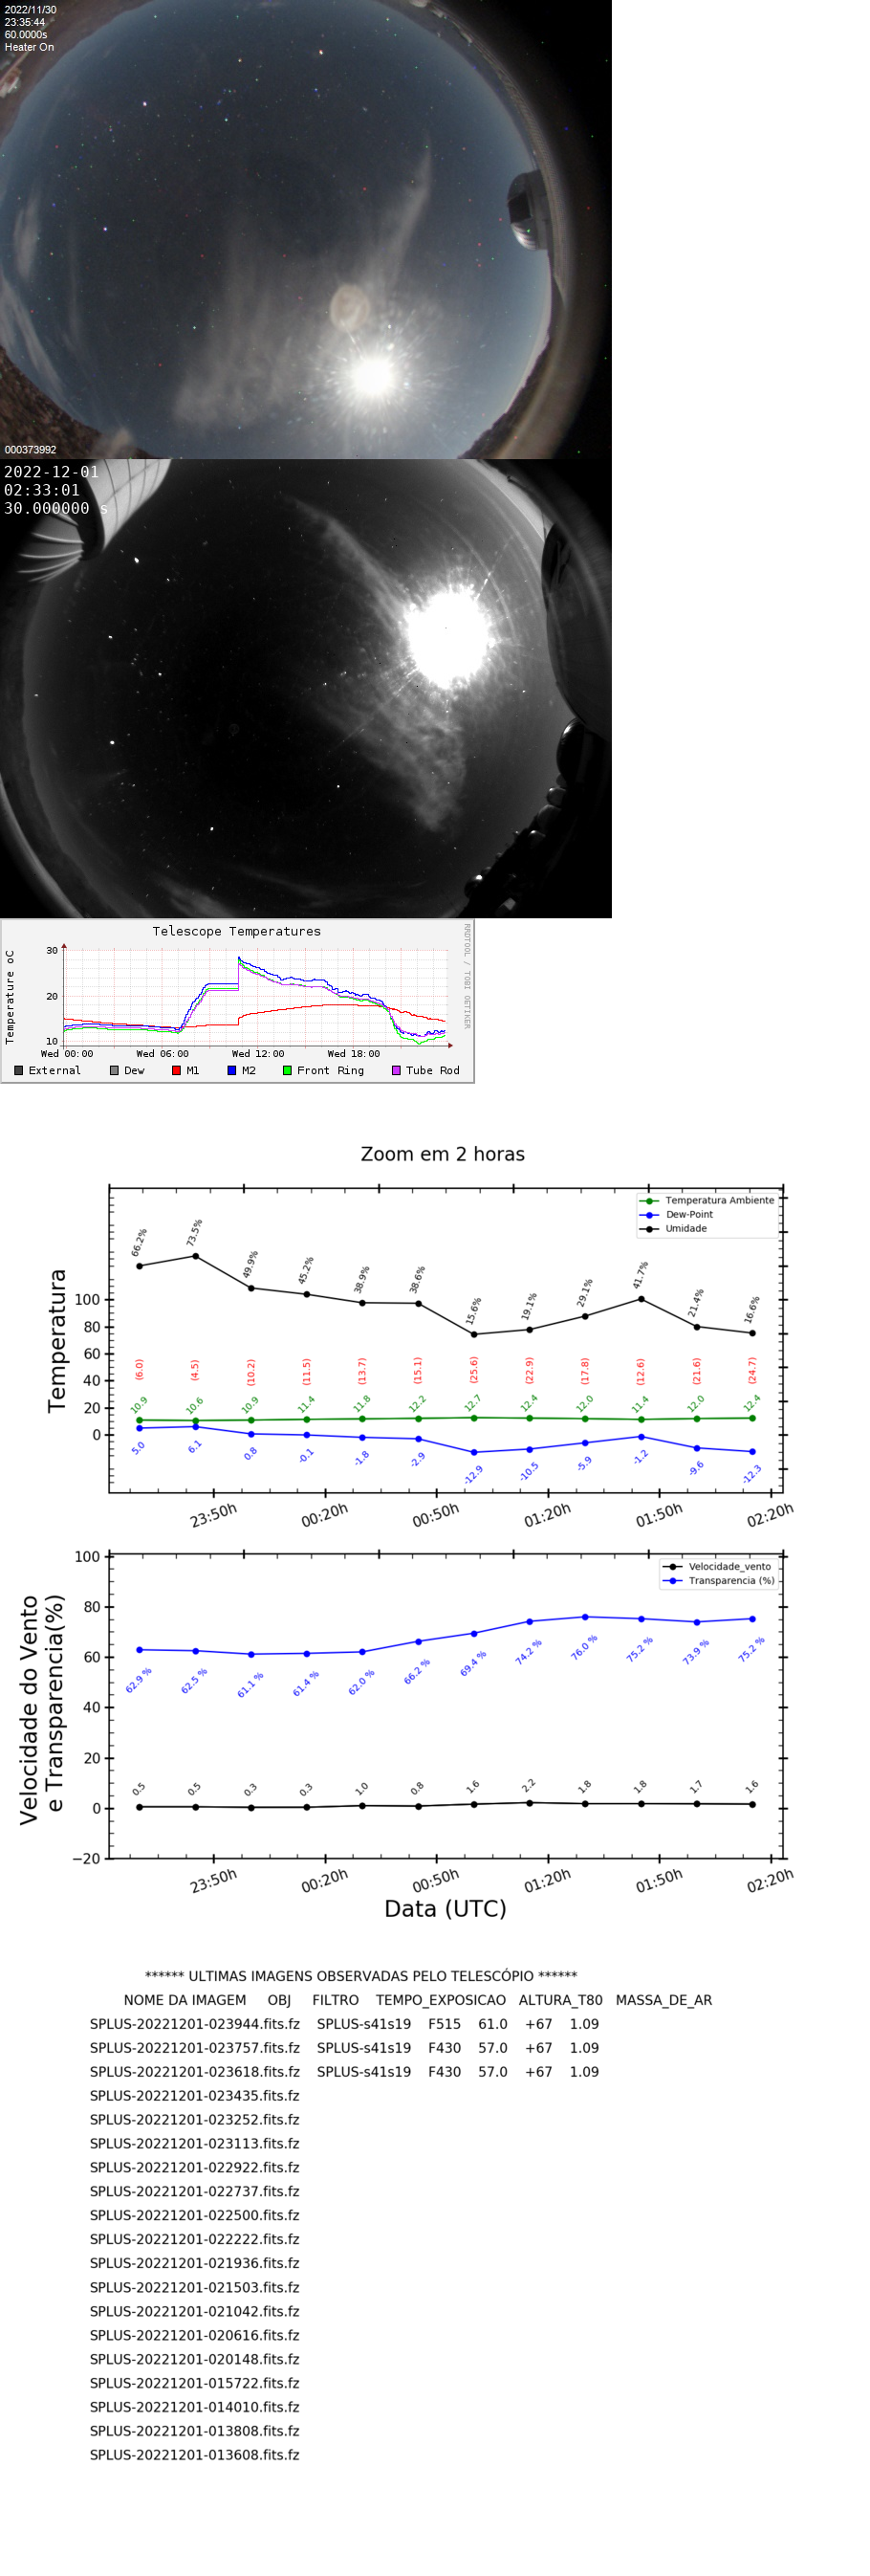 2022/11/30
23:35:44
60.0000s
Heater On
000373992
2022-12-01
02:33:01
30.000000 s
Telescope Temperatures
RRDTOOL / TOBI OETIKER
Temperature oC
30
20
10
Wed 00:00 Wed 06:00 Wed 12:00 Wed 18:00
External Dew M1 M2 Front Ring Tube Rod
Zoom em 2 horas
Temperatura Ambiente
Dew-Point
Umidade
Temperatura
100
80
60
40
20
0
66.2% 73.5% 49.9% 45.2% 38.9% 38.6% 15.6% 19.1% 29.1% 41.7% 21.4% 16.6%
(6.0) (4.5) (10.2) (11.5) (13.7) (15.1) (25.6) (22.9) (17.8) (12.6) (21.6) (24.7)
10.9 10.6 10.9 11.4 11.8 12.2 12.7 12.4 12.0 11.4 12.0 12.4
5.0 6.1 0.8 -0.1 -1.8 -2.9 -12.9 -10.5 -5.9 -1.2 -9.6 -12.3
23:50h 00:20h 00:50h 01:20h 01:50h 02:20h
Velocidade_vento
Transparencia (%)
Velocidade do Vento
e Transparencia(%)
100
80
60
40
20
0
−20
62.9 % 62.5 % 61.1 % 61.4 % 62.0 % 66.2 % 69.4 % 74.2 % 76.0 % 75.2 % 73.9 % 75.2 %
0.5 0.5 0.3 0.3 1.0 0.8 1.6 2.2 1.8 1.8 1.7 1.6
23:50h 00:20h 00:50h 01:20h 01:50h 02:20h
Data (UTC)
****** ULTIMAS IMAGENS OBSERVADAS PELO TELESCÓPIO ******
NOME DA IMAGEM OBJ FILTRO TEMPO_EXPOSICAO ALTURA_T80 MASSA_DE_AR
SPLUS-20221201-023944.fits.fz SPLUS-s41s19 F515 61.0 +67 1.09
SPLUS-20221201-023757.fits.fz SPLUS-s41s19 F430 57.0 +67 1.09
SPLUS-20221201-023618.fits.fz SPLUS-s41s19 F430 57.0 +67 1.09
SPLUS-20221201-023435.fits.fz
SPLUS-20221201-023252.fits.fz
SPLUS-20221201-023113.fits.fz
SPLUS-20221201-022922.fits.fz
SPLUS-20221201-022737.fits.fz
SPLUS-20221201-022500.fits.fz
SPLUS-20221201-022222.fits.fz
SPLUS-20221201-021936.fits.fz
SPLUS-20221201-021503.fits.fz
SPLUS-20221201-021042.fits.fz
SPLUS-20221201-020616.fits.fz
SPLUS-20221201-020148.fits.fz
SPLUS-20221201-015722.fits.fz
SPLUS-20221201-014010.fits.fz
SPLUS-20221201-013808.fits.fz
SPLUS-20221201-013608.fits.fz